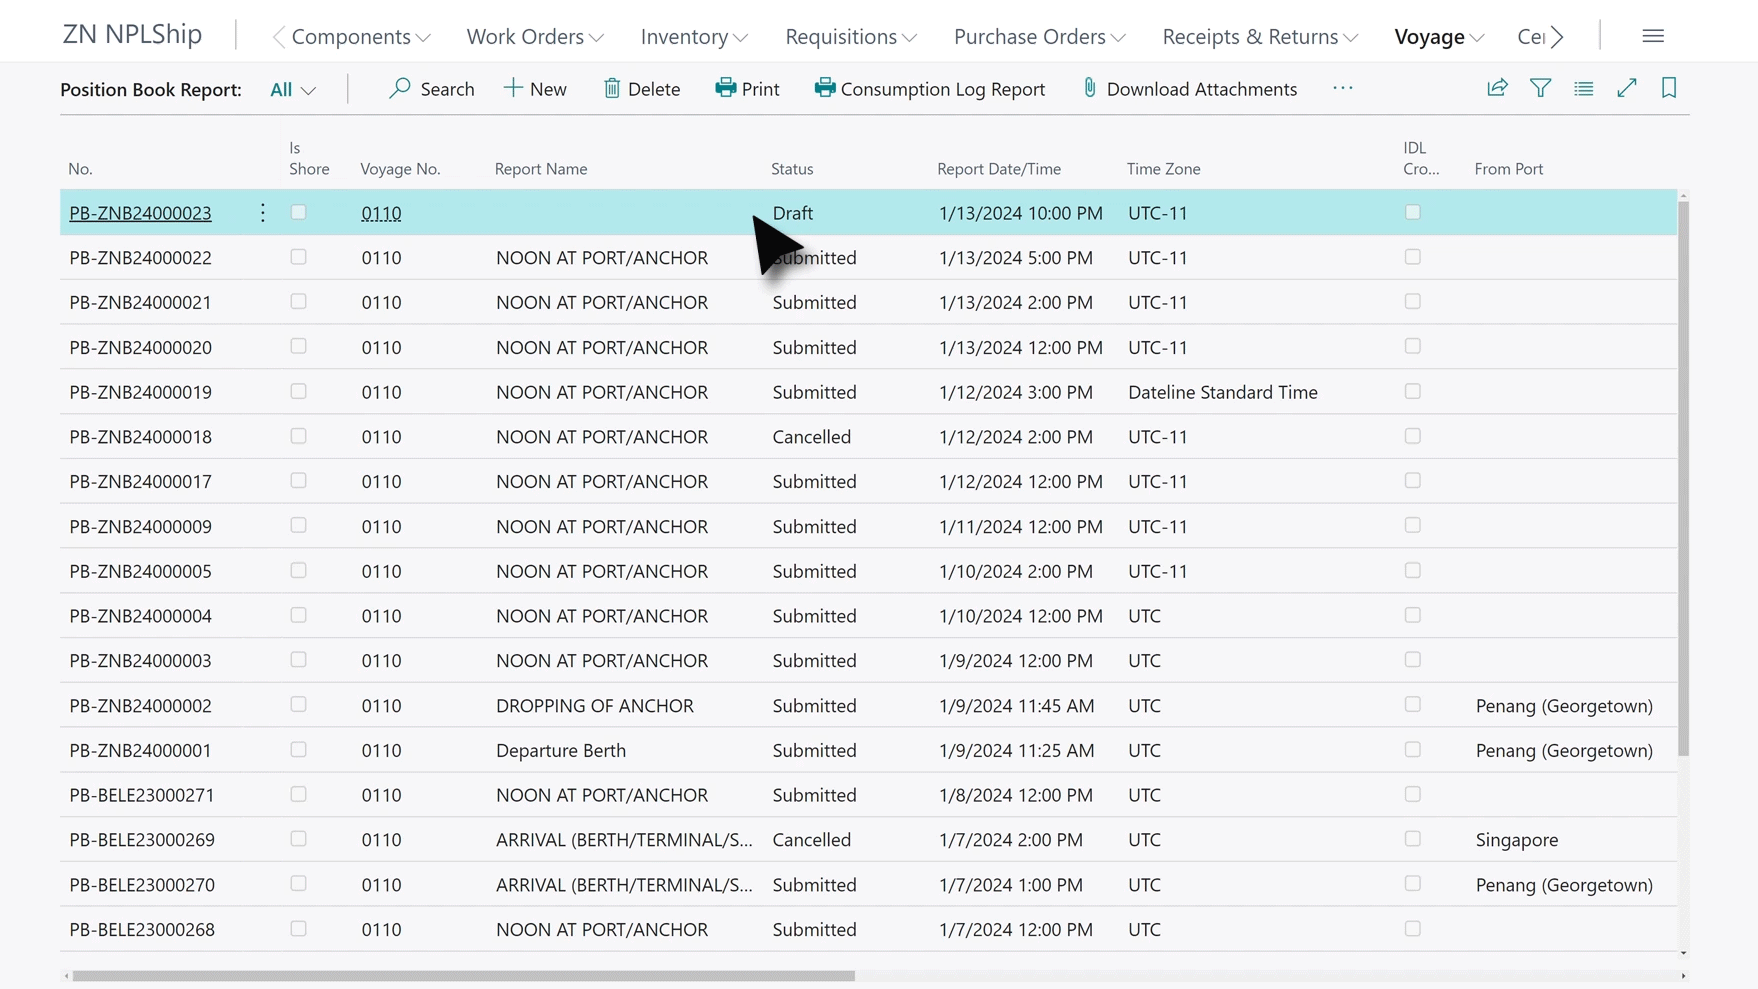 ZN NPLShip Components Work Orders Inventory Requisitions Purchase Orders Receipts & Returns Voyage
Position Book Report: All Search New Delete Print Consumption Log Report Download Attachments ...
No. Is Shore Voyage No. Report Name Status Report Date/Time Time Zone IDL Cro... From Port
PB-ZNB24000023 0110 Draft 1/13/2024 10:00 PM UTC-11
PB-ZNB24000022 0110 NOON AT PORT/ANCHOR Submitted 1/13/2024 5:00 PM UTC-11
PB-ZNB24000021 0110 NOON AT PORT/ANCHOR Submitted 1/13/2024 2:00 PM UTC-11
PB-ZNB24000020 0110 NOON AT PORT/ANCHOR Submitted 1/13/2024 12:00 PM UTC-11
PB-ZNB24000019 0110 NOON AT PORT/ANCHOR Submitted 1/12/2024 3:00 PM Dateline Standard Time
PB-ZNB24000018 0110 NOON AT PORT/ANCHOR Cancelled 1/12/2024 2:00 PM UTC-11
PB-ZNB24000017 0110 NOON AT PORT/ANCHOR Submitted 1/12/2024 12:00 PM UTC-11
PB-ZNB24000009 0110 NOON AT PORT/ANCHOR Submitted 1/11/2024 12:00 PM UTC-11
PB-ZNB24000005 0110 NOON AT PORT/ANCHOR Submitted 1/10/2024 2:00 PM UTC-11
PB-ZNB24000004 0110 NOON AT PORT/ANCHOR Submitted 1/10/2024 12:00 PM UTC
PB-ZNB24000003 0110 NOON AT PORT/ANCHOR Submitted 1/9/2024 12:00 PM UTC
PB-ZNB24000002 0110 DROPPING OF ANCHOR Submitted 1/9/2024 11:45 AM UTC Penang (Georgetown)
PB-ZNB24000001 0110 Departure Berth Submitted 1/9/2024 11:25 AM UTC Penang (Georgetown)
PB-BELE23000271 0110 NOON AT PORT/ANCHOR Submitted 1/8/2024 12:00 PM UTC
PB-BELE23000269 0110 ARRIVAL (BERTH/TERMINAL/S... Cancelled 1/7/2024 2:00 PM UTC Singapore
PB-BELE23000270 0110 ARRIVAL (BERTH/TERMINAL/S... Submitted 1/7/2024 1:00 PM UTC Penang (Georgetown)
PB-BELE23000268 0110 NOON AT PORT/ANCHOR Submitted 1/7/2024 12:00 PM UTC